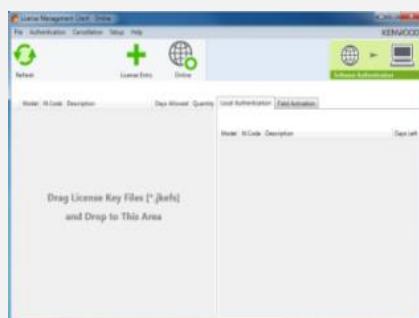 License Management Client - Online
File Authentication Cancellation Setup Help
KENWOOD
Refresh
License Entry
Online
Software Authentication
Model M.Code Description Days Allowed Quantity
Local Authentication Field Activation
Model M.Code Description Days Left
Drag License Key Files [*.jkefs]
and Drop to This Area